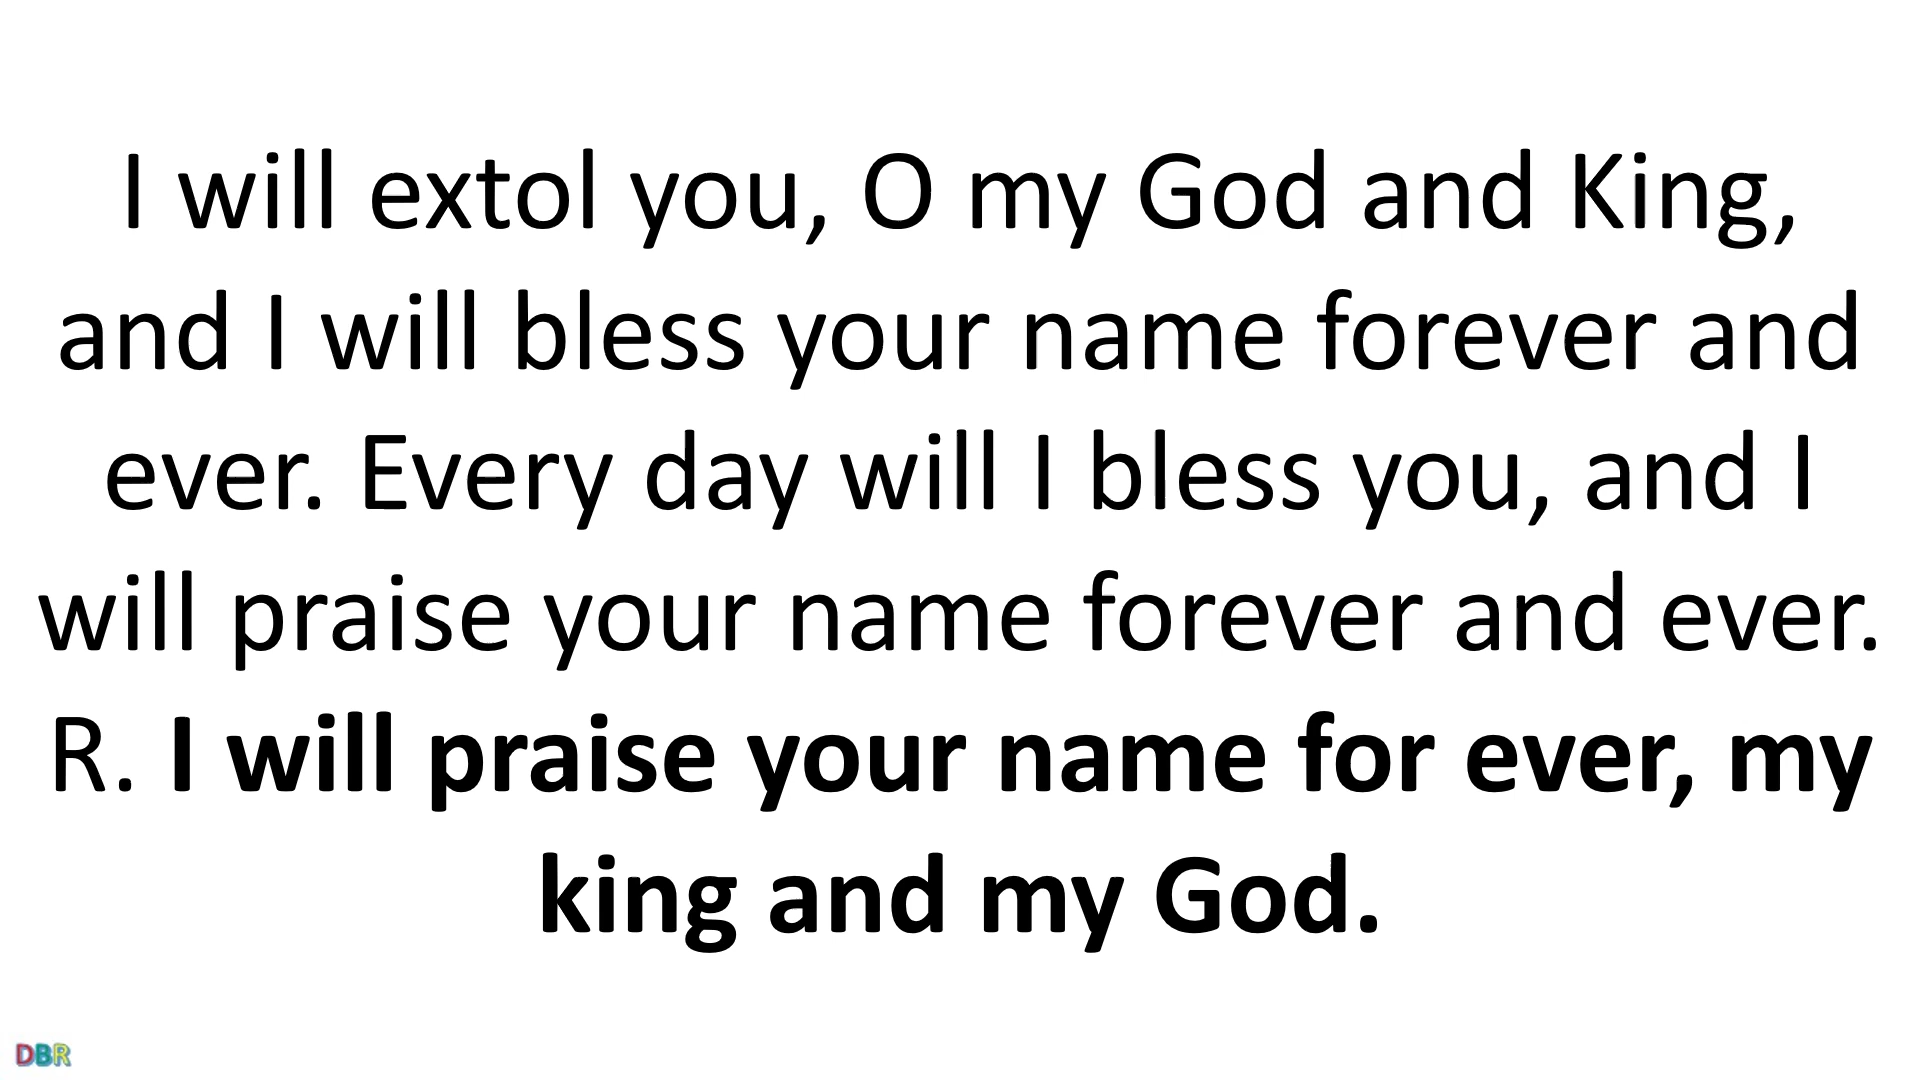 I will extol you, O my God and King,
and I will bless your name forever and
ever. Every day will I bless you, and I
will praise your name forever and ever.
R. I will praise your name for ever, my
king and my God.
DBR